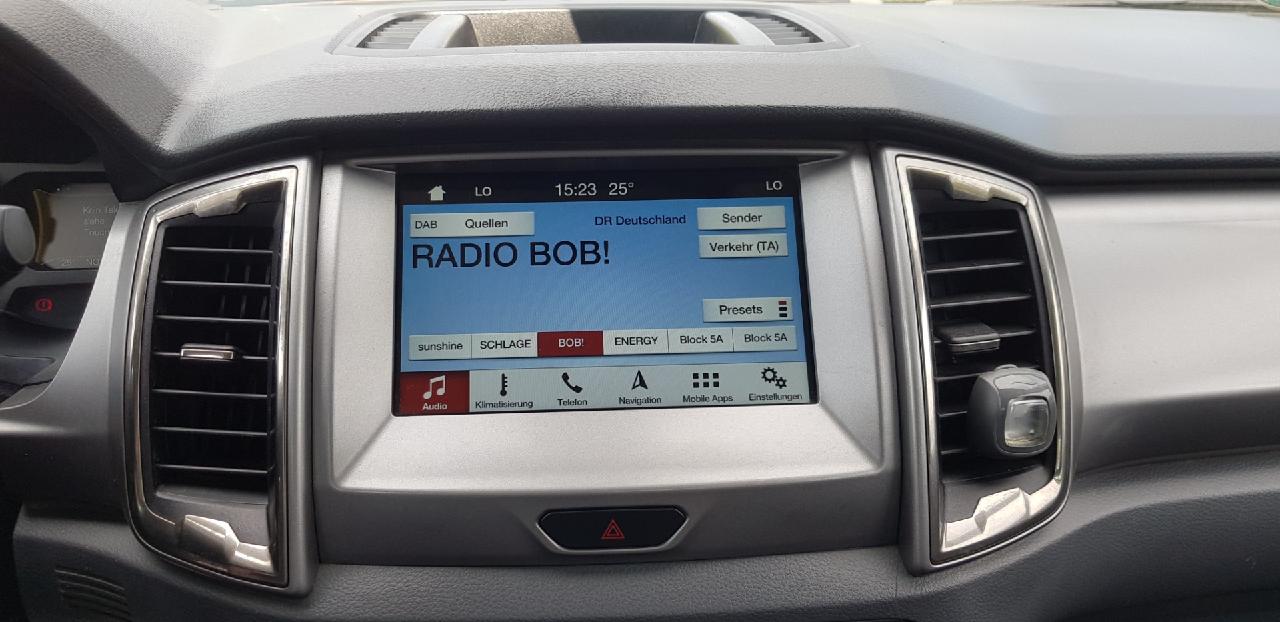 LO 15:23 25° LO
DAB Quellen DR Deutschland Sender
RADIO BOB! Verkehr (TA)
Presets
sunshine SCHLAGE BOB! ENERGY Block 5A Block 5A
Audio Klimatisierung Telefon Navigation Mobile Apps Einstellungen